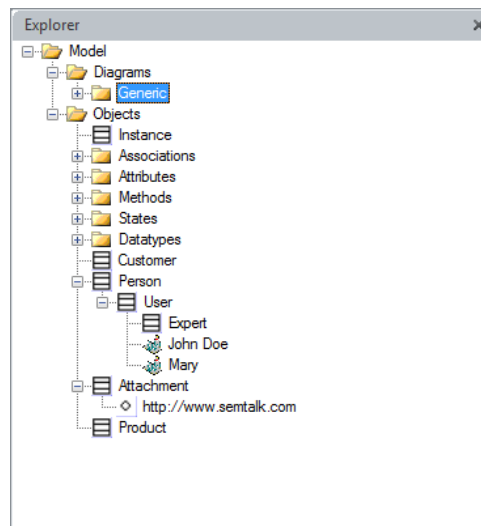 Explorer
Model
Diagrams
Generic
Objects
Instance
Associations
Attributes
Methods
States
Datatypes
Customer
Person
User
Expert
John Doe
Mary
Attachment
http://www.semtalk.com
Product